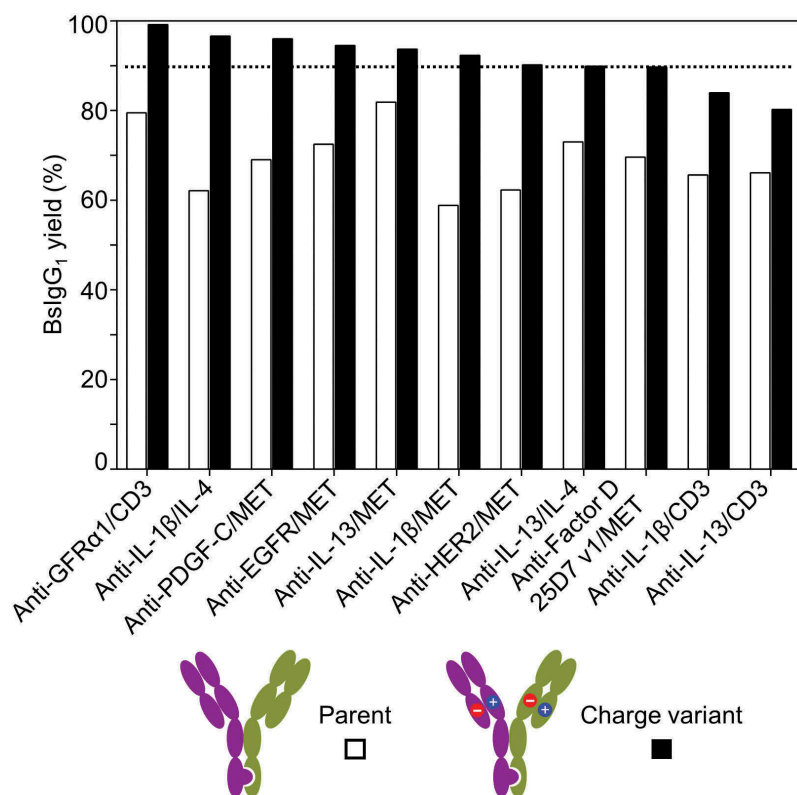 BsIgG₁ yield (%)
100
80
60
40
20
0
Anti-GFRα1/CD3
Anti-IL-1β/IL-4
Anti-PDGF-C/MET
Anti-EGFR/MET
Anti-IL-13/MET
Anti-IL-1β/MET
Anti-HER2/MET
Anti-IL-13/IL-4
Anti-Factor D
25D7 v1/MET
Anti-IL-1β/CD3
Anti-IL-13/CD3
− + − +
Parent
Charge variant